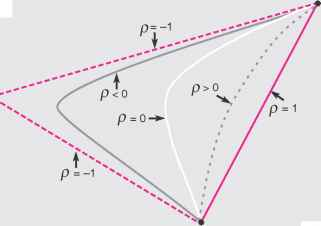 ρ = −1
ρ < 0
ρ > 0
ρ = 0
ρ = 1
ρ = −1